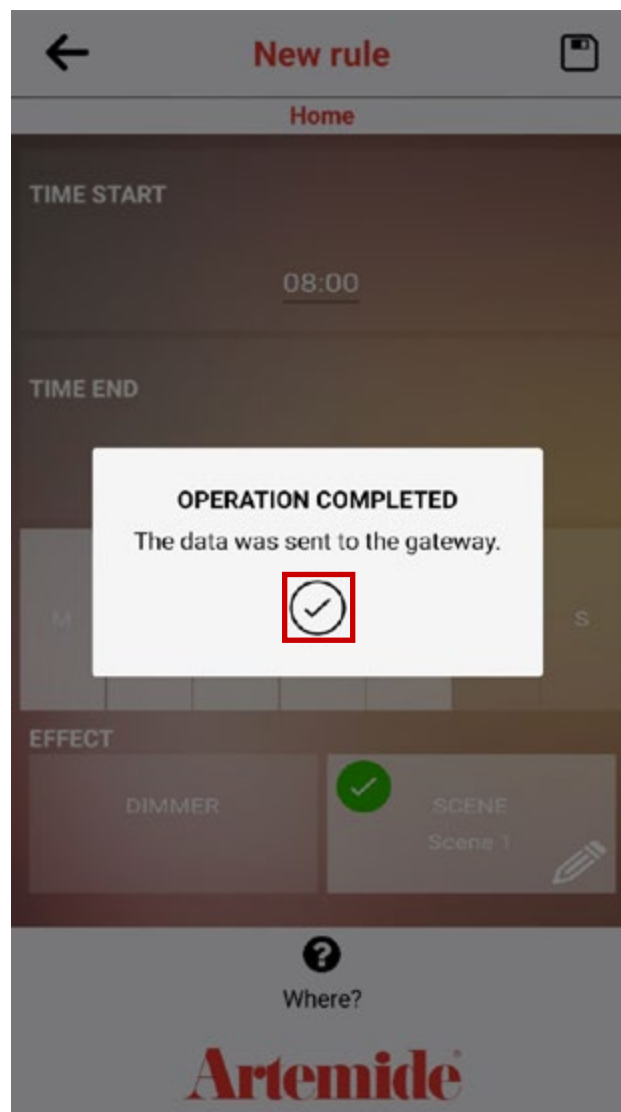 New rule
Home
TIME START
08:00
TIME END
OPERATION COMPLETED
The data was sent to the gateway.
M
S
EFFECT
DIMMER
SCENE
Scene 1
?
Where?
Artemide